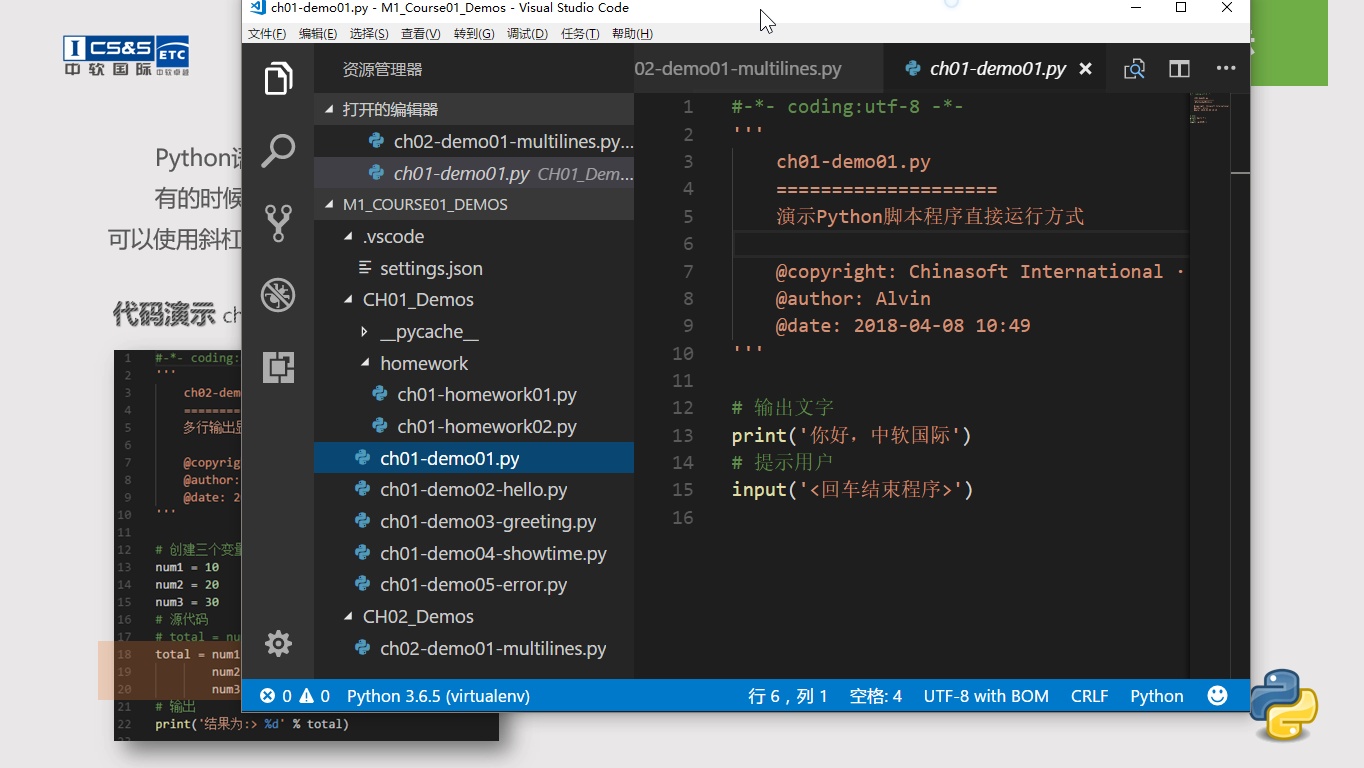 ICS&S ETC
中软国际 中软卓越
Python语
有的时候
可以使用斜杠
代码演示 ch
1 #-*- coding:
2 '''
3 ch02-dem
4 =========
5 多行输出显
6
7 @copyrig
8 @author:
9 @date: 2
10 '''
11
12 # 创建三个变量
13 num1 = 10
14 num2 = 20
15 num3 = 30
16 # 源代码
17 # total = nu
18 total = num1
19 num2
20 num3
21 # 输出
22 print('结果为:> %d' % total)
ch01-demo01.py - M1_Course01_Demos - Visual Studio Code
文件(F) 编辑(E) 选择(S) 查看(V) 转到(G) 调试(D) 任务(T) 帮助(H)
资源管理器
打开的编辑器
ch02-demo01-multilines.py...
ch01-demo01.py CH01_Dem...
M1_COURSE01_DEMOS
.vscode
settings.json
CH01_Demos
__pycache__
homework
ch01-homework01.py
ch01-homework02.py
ch01-demo01.py
ch01-demo02-hello.py
ch01-demo03-greeting.py
ch01-demo04-showtime.py
ch01-demo05-error.py
CH02_Demos
ch02-demo01-multilines.py
02-demo01-multilines.py ch01-demo01.py
1 #-*- coding:utf-8 -*-
2 '''
3 ch01-demo01.py
4 ====================
5 演示Python脚本程序直接运行方式
6
7 @copyright: Chinasoft International ·
8 @author: Alvin
9 @date: 2018-04-08 10:49
10 '''
11
12 # 输出文字
13 print('你好，中软国际')
14 # 提示用户
15 input('<回车结束程序>')
16
0 0 Python 3.6.5 (virtualenv) 行 6，列 1 空格: 4 UTF-8 with BOM CRLF Python